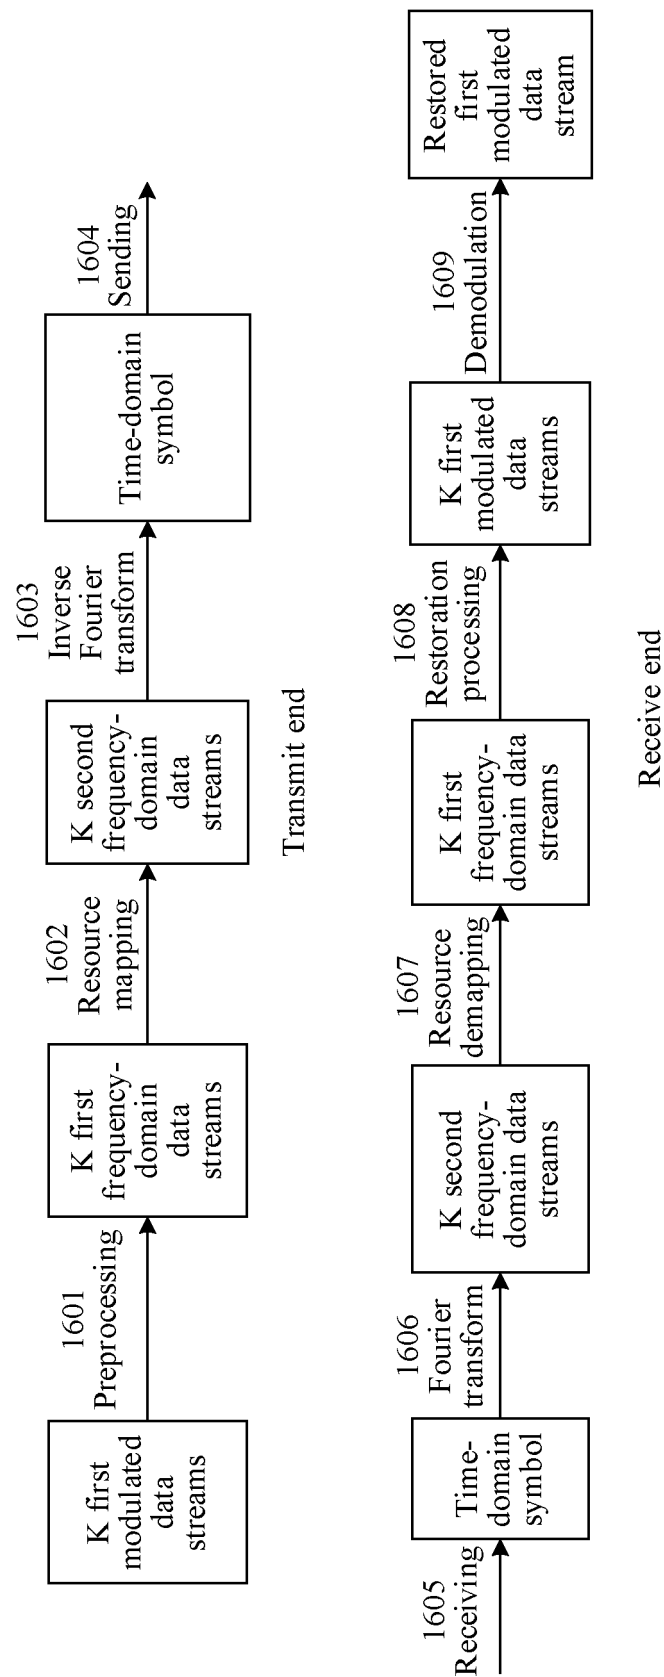 K first
modulated
data
streams
1601
Preprocessing
K first
frequency-
domain
data
streams
1602
Resource
mapping
K second
frequency-
domain
data
streams
1603
Inverse
Fourier
transform
Time-domain
symbol
1604
Sending
Transmit end
1605
Receiving
Time-
domain
symbol
1606
Fourier
transform
K second
frequency-
domain data
streams
1607
Resource
demapping
K first
frequency-
domain data
streams
1608
Restoration
processing
K first
modulated
data
streams
1609
Demodulation
Restored
first
modulated
data
stream
Receive end